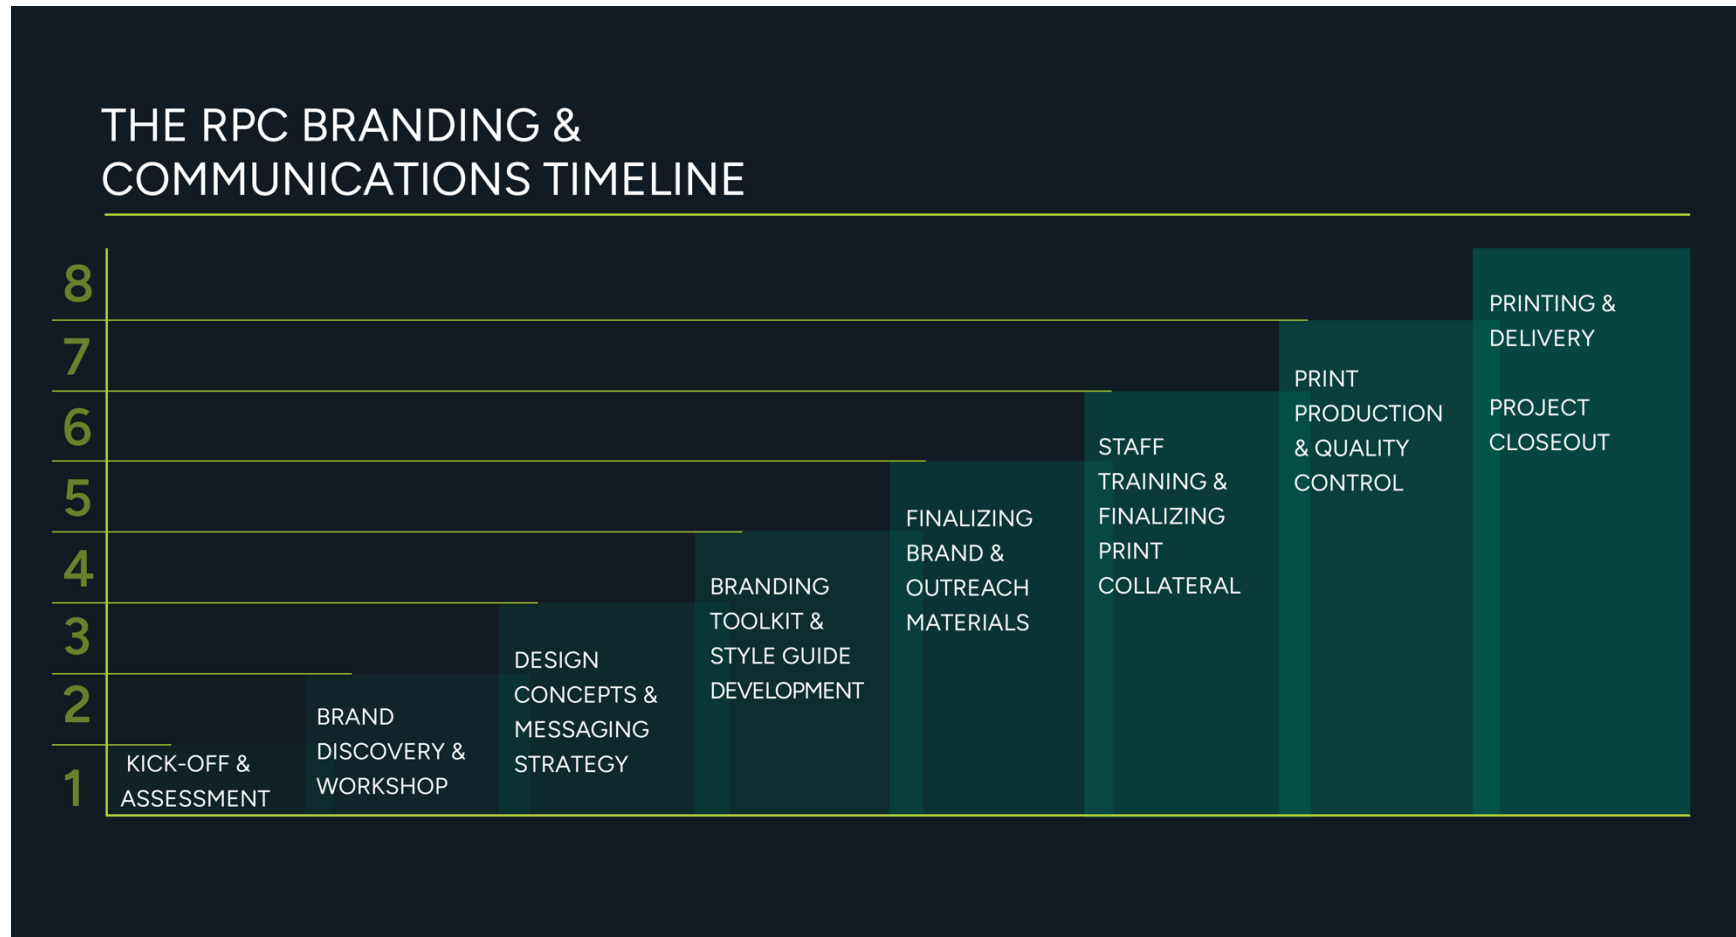 THE RPC BRANDING &
COMMUNICATIONS TIMELINE
8
7
6
5
4
3
2
1
KICK-OFF &
ASSESSMENT
BRAND
DISCOVERY &
WORKSHOP
DESIGN
CONCEPTS &
MESSAGING
STRATEGY
BRANDING
TOOLKIT &
STYLE GUIDE
DEVELOPMENT
FINALIZING
BRAND &
OUTREACH
MATERIALS
STAFF
TRAINING &
FINALIZING
PRINT
COLLATERAL
PRINT
PRODUCTION
& QUALITY
CONTROL
PRINTING &
DELIVERY
PROJECT
CLOSEOUT